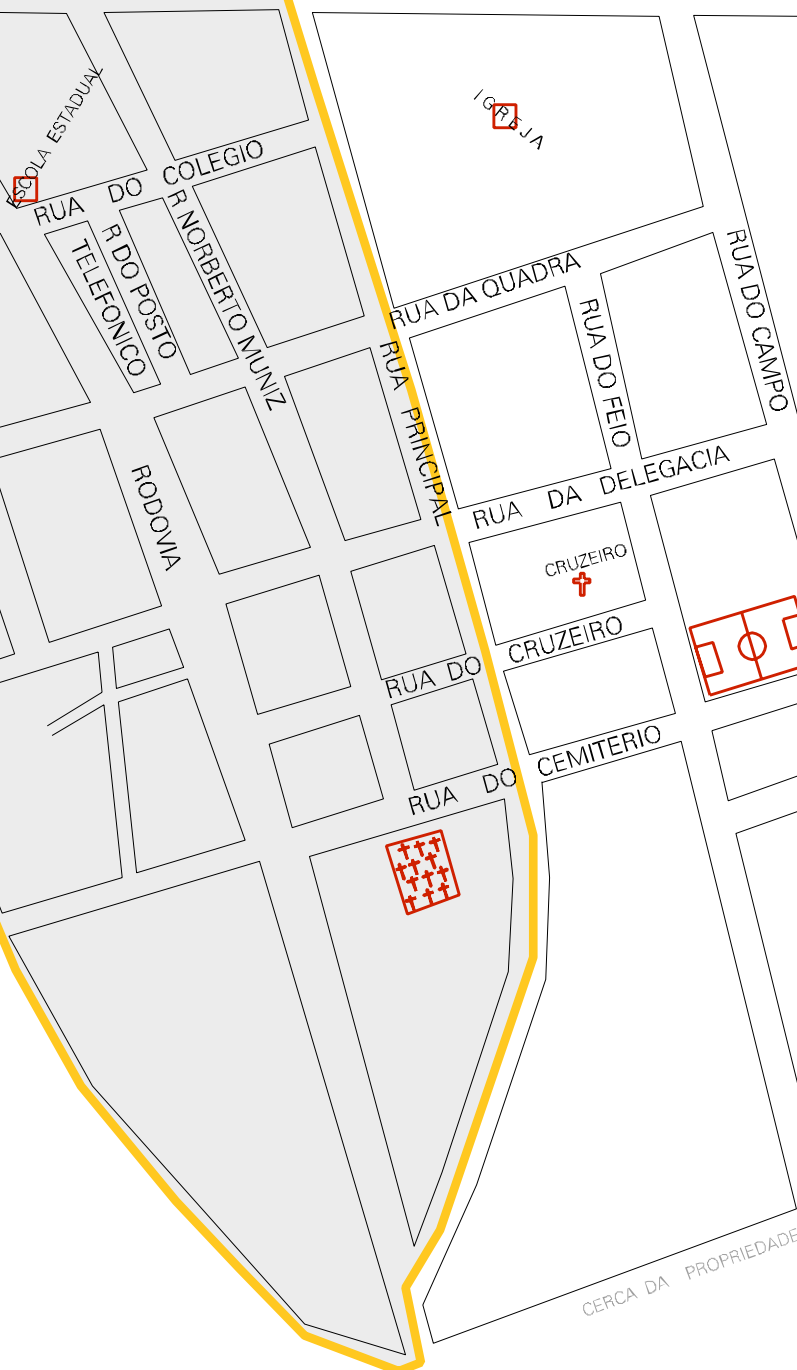 ESCOLA ESTADUAL
IGREJA
RUA DO COLEGIO
R NORBERTO MUNIZ
R DO POSTO
TELEFONICO
RUA DA QUADRA
RUA DO CAMPO
RUA DO FEIO
RUA PRINCIPAL
RODOVIA
RUA DA DELEGACIA
CRUZEIRO
RUA DO CRUZEIRO
RUA DO CEMITERIO
CERCA DA PROPRIEDADE